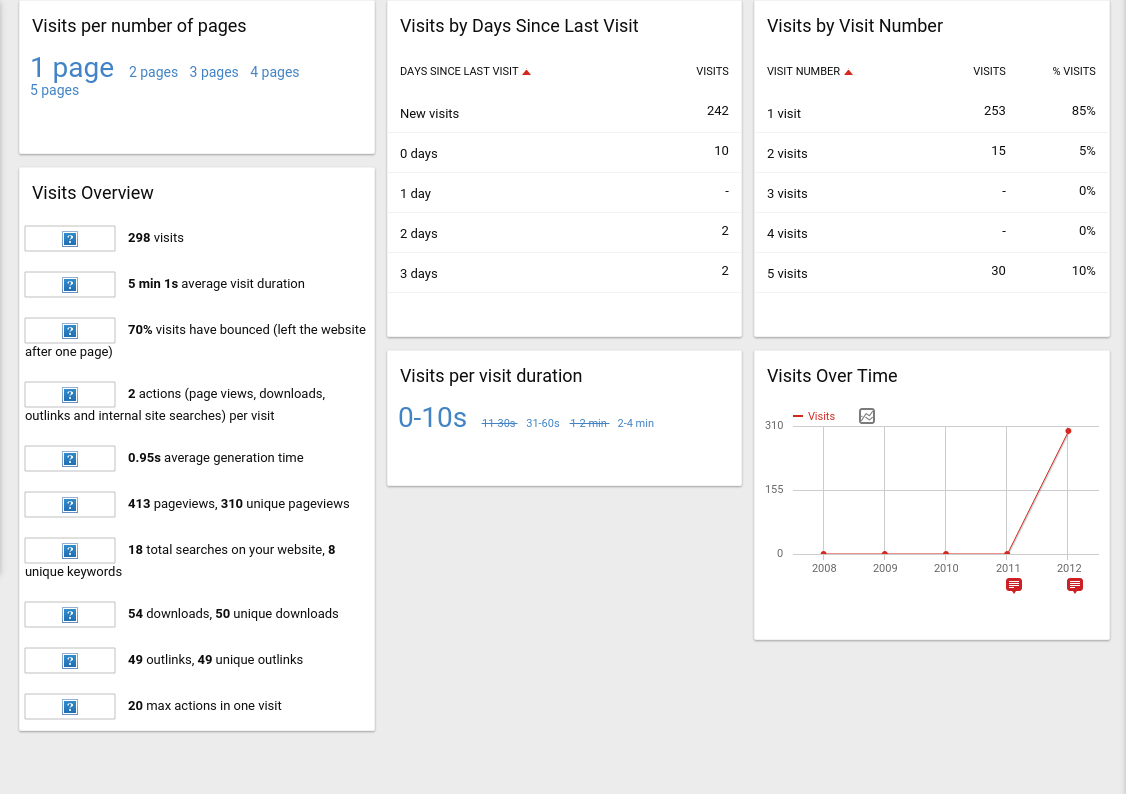 Visits per number of pages
1 page 2 pages 3 pages 4 pages
5 pages
Visits Overview
298 visits
5 min 1s average visit duration
70% visits have bounced (left the website
after one page)
2 actions (page views, downloads,
outlinks and internal site searches) per visit
0.95s average generation time
413 pageviews, 310 unique pageviews
18 total searches on your website, 8
unique keywords
54 downloads, 50 unique downloads
49 outlinks, 49 unique outlinks
20 max actions in one visit
Visits by Days Since Last Visit
DAYS SINCE LAST VISIT VISITS
New visits 242
0 days 10
1 day -
2 days 2
3 days 2
Visits per visit duration
0-10s 11-30s 31-60s 1-2 min 2-4 min
Visits by Visit Number
VISIT NUMBER VISITS % VISITS
1 visit 253 85%
2 visits 15 5%
3 visits - 0%
4 visits - 0%
5 visits 30 10%
Visits Over Time
Visits
310
155
0
2008 2009 2010 2011 2012